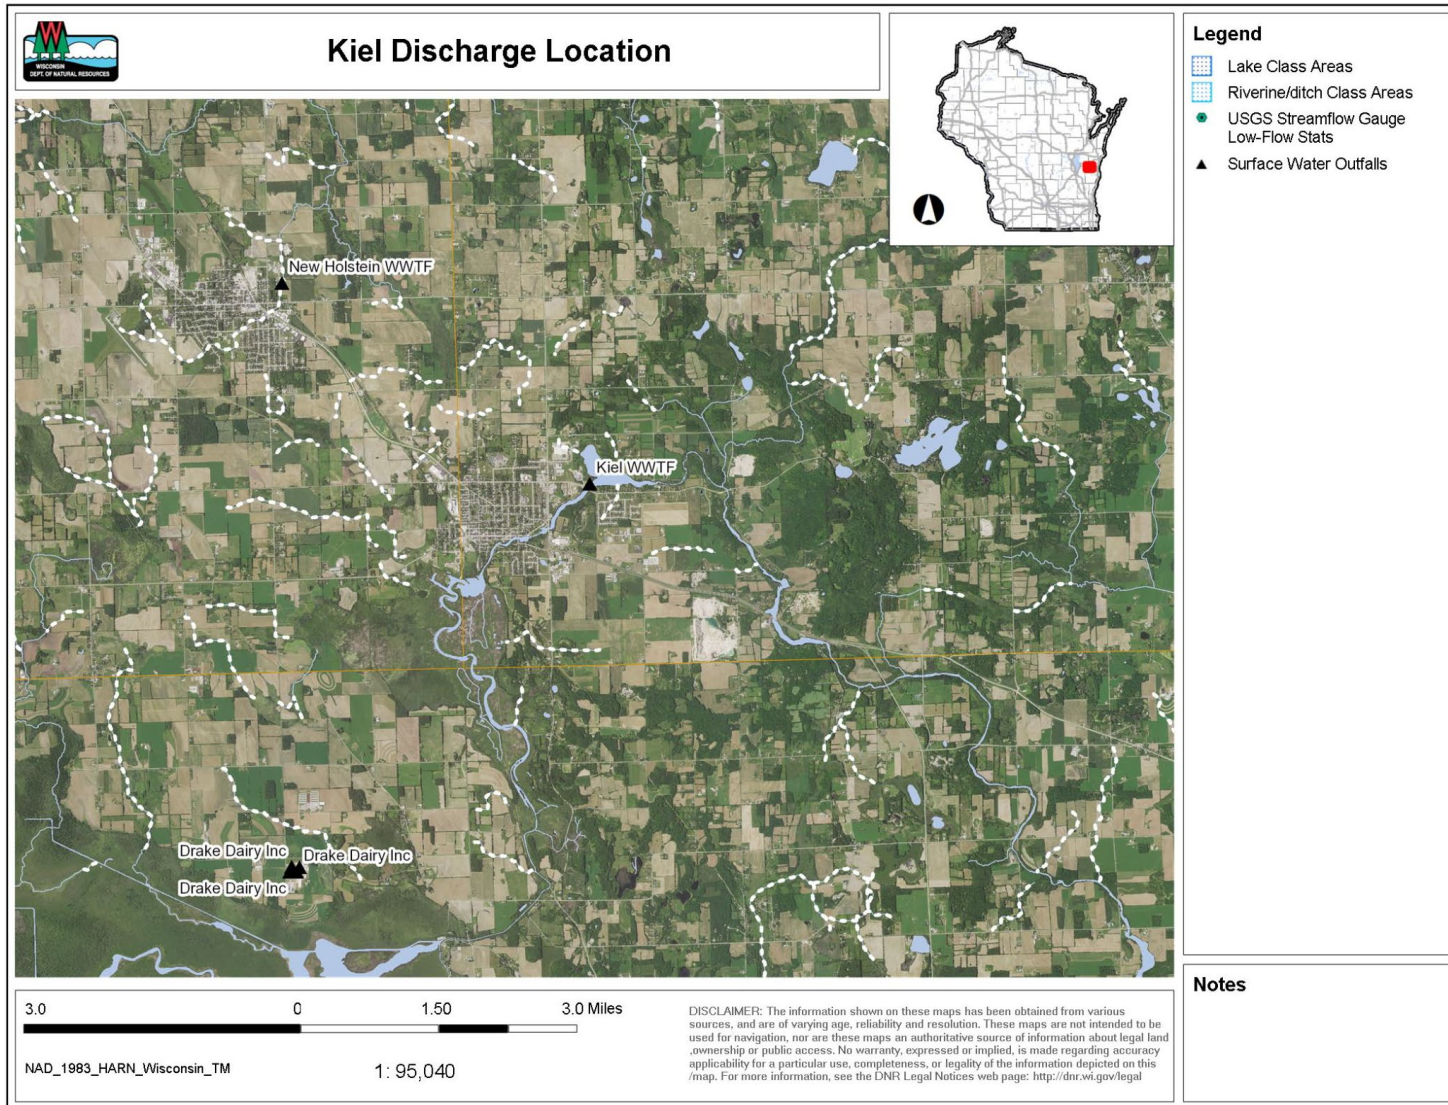 W
WISCONSIN
DEPT. OF NATURAL RESOURCES
Kiel Discharge Location
Legend
Lake Class Areas
Riverine/ditch Class Areas
USGS Streamflow Gauge
Low-Flow Stats
Surface Water Outfalls
New Holstein WWTF
Kiel WWTF
Drake Dairy Inc
Drake Dairy Inc
Drake Dairy Inc
Notes
3.0 0 1.50 3.0 Miles
NAD_1983_HARN_Wisconsin_TM
1: 95,040
DISCLAIMER: The information shown on these maps has been obtained from various
sources, and are of varying age, reliability and resolution. These maps are not intended to be
used for navigation, nor are these maps an authoritative source of information about legal land
,ownership or public access. No warranty, expressed or implied, is made regarding accuracy
applicability for a particular use, completeness, or legality of the information depicted on this
/map. For more information, see the DNR Legal Notices web page: http://dnr.wi.gov/legal